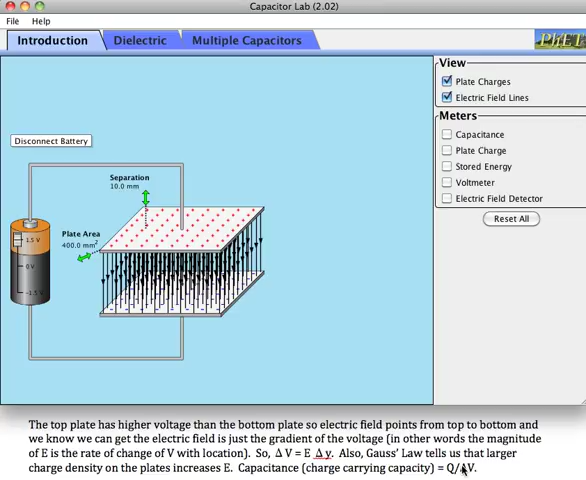 Capacitor Lab (2.02)
File Help
Introduction Dielectric Multiple Capacitors
PhET
View
Plate Charges
Electric Field Lines
Meters
Capacitance
Plate Charge
Stored Energy
Voltmeter
Electric Field Detector
Reset All
Disconnect Battery
Separation
10.0 mm
Plate Area
400.0 mm²
1.5 V
0 V
-1.5 V
The top plate has higher voltage than the bottom plate so electric field points from top to bottom and
we know we can get the electric field is just the gradient of the voltage (in other words the magnitude
of E is the rate of change of V with location). So, Δ V = E Δ y. Also, Gauss' Law tells us that larger
charge density on the plates increases E. Capacitance (charge carrying capacity) = Q/ΔV.